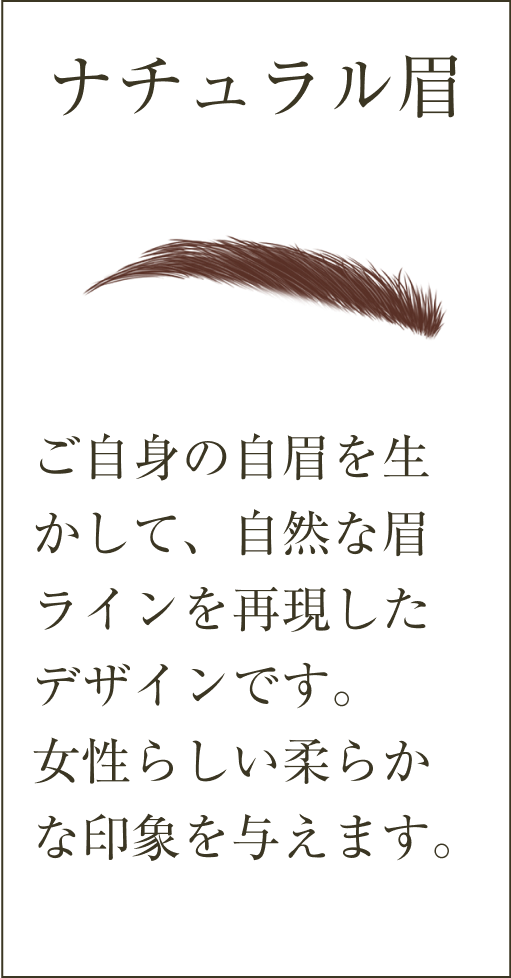 ナチュラル眉
ご自身の自眉を生
かして、自然な眉
ラインを再現した
デザインです。
女性らしい柔らか
な印象を与えます。